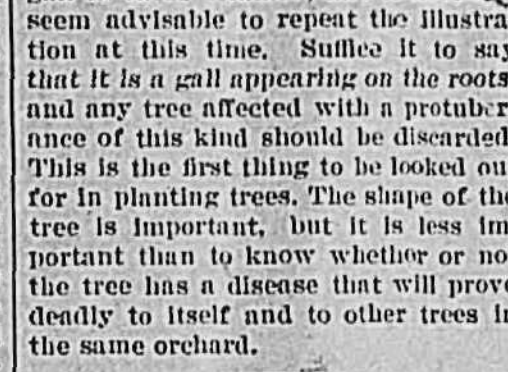 seem advisable to repeat the illustra
tion at this time. Suffice it to say
that it is a gall appearing on the roots
and any tree affected with a protuber
ance of this kind should be discarded
This is the first thing to be looked ou
for in planting trees. The shape of the
tree is important, but it is less im
portant than to know whether or no
the tree has a disease that will prove
deadly to itself and to other trees in
the same orchard.